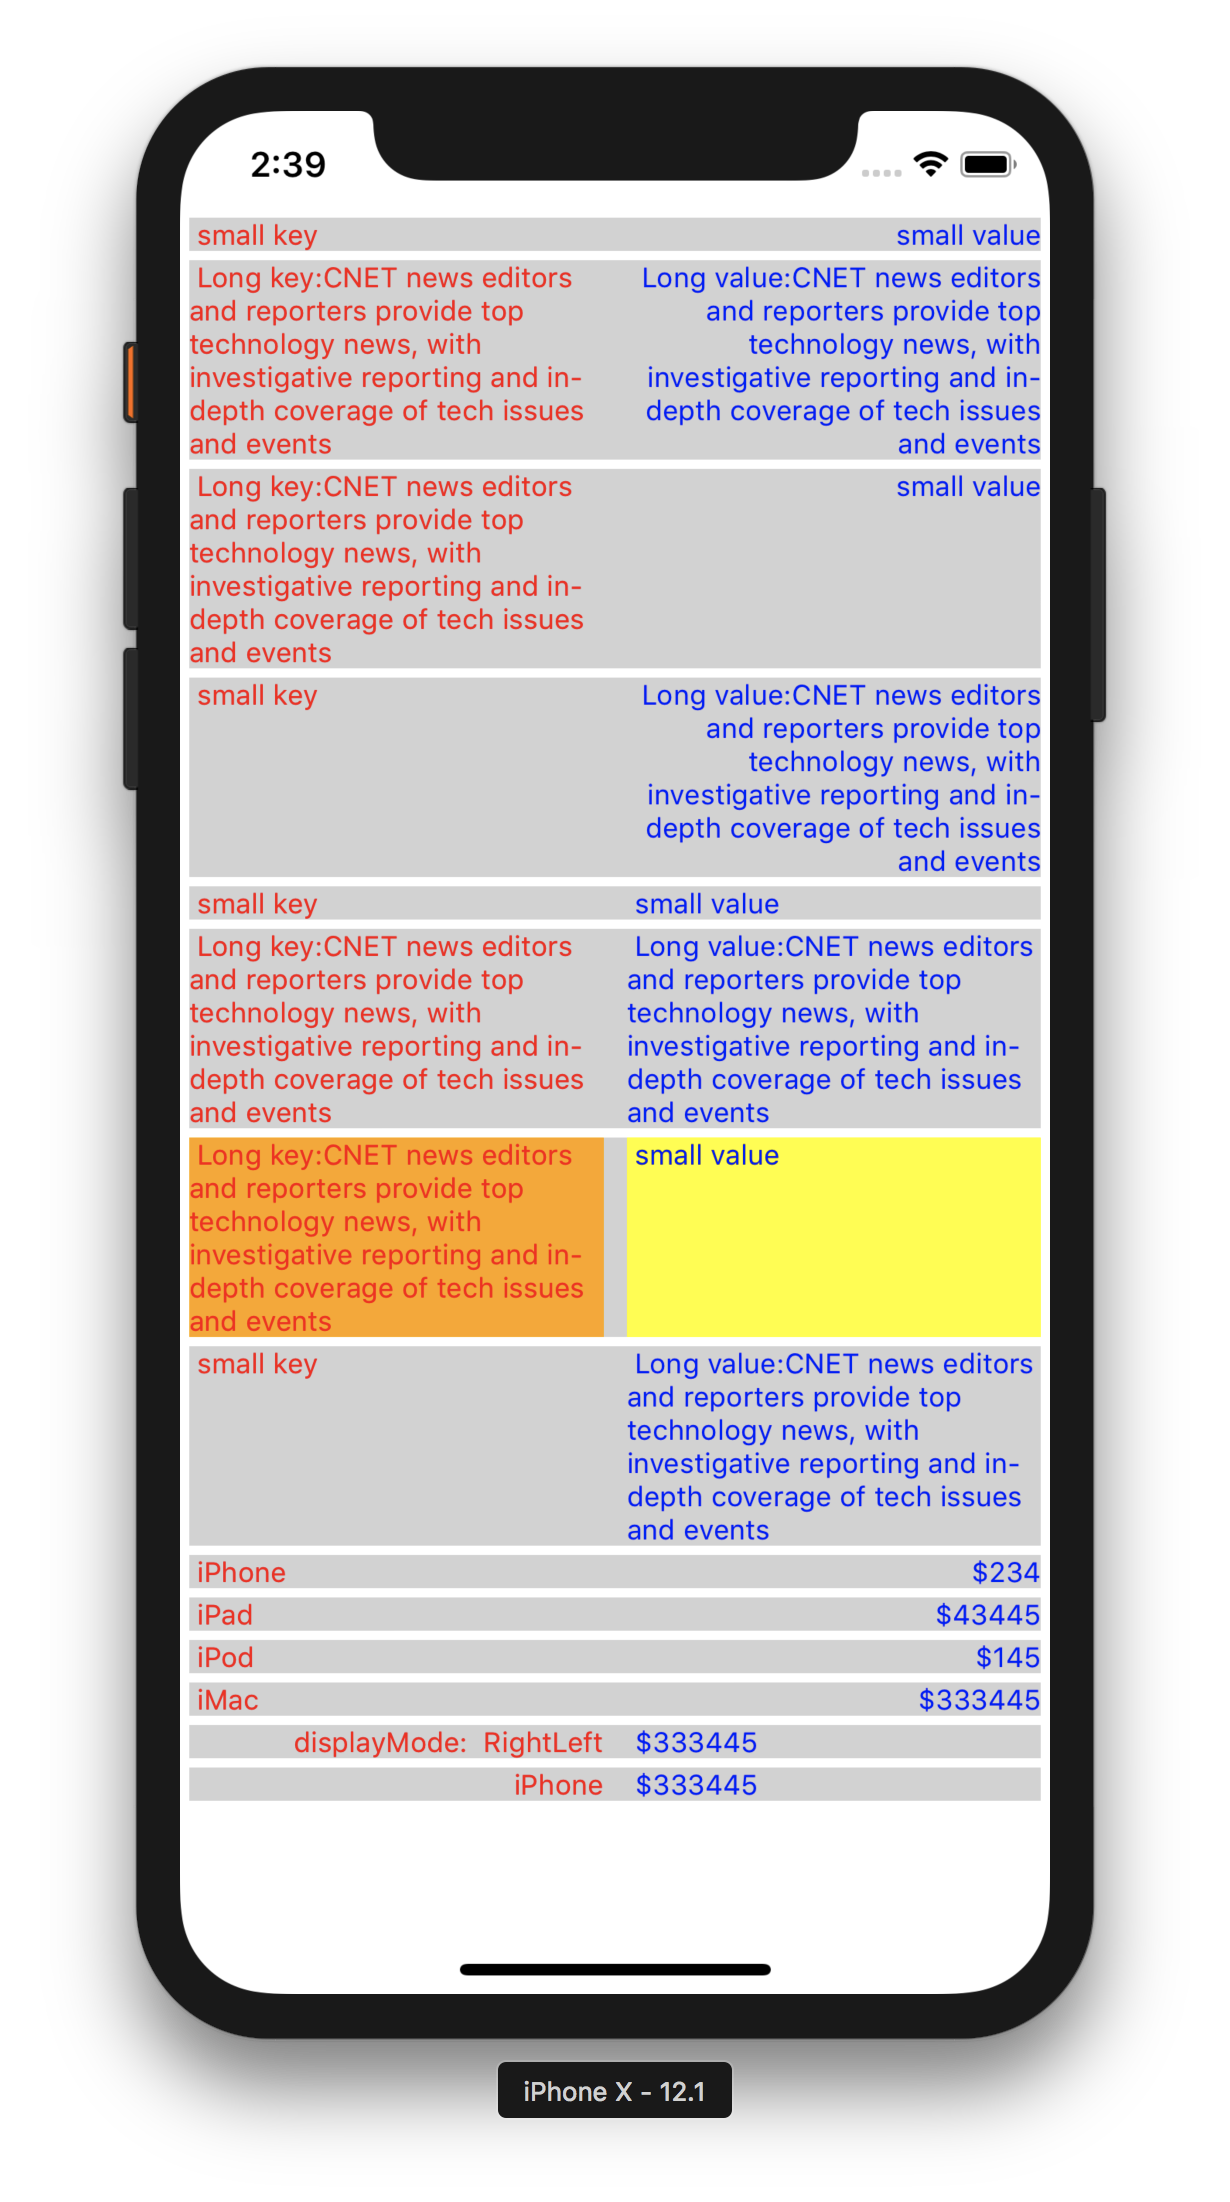 2:39
small key small value
Long key:CNET news editors Long value:CNET news editors
and reporters provide top and reporters provide top
technology news, with technology news, with
investigative reporting and in- investigative reporting and in-
depth coverage of tech issues depth coverage of tech issues
and events and events
Long key:CNET news editors small value
and reporters provide top
technology news, with
investigative reporting and in-
depth coverage of tech issues
and events
small key Long value:CNET news editors
and reporters provide top
technology news, with
investigative reporting and in-
depth coverage of tech issues
and events
small key small value
Long key:CNET news editors Long value:CNET news editors
and reporters provide top and reporters provide top
technology news, with technology news, with
investigative reporting and in- investigative reporting and in-
depth coverage of tech issues depth coverage of tech issues
and events and events
Long key:CNET news editors small value
and reporters provide top
technology news, with
investigative reporting and in-
depth coverage of tech issues
and events
small key Long value:CNET news editors
and reporters provide top
technology news, with
investigative reporting and in-
depth coverage of tech issues
and events
iPhone $234
iPad $43445
iPod $145
iMac $333445
displayMode: RightLeft $333445
iPhone $333445
iPhone X - 12.1